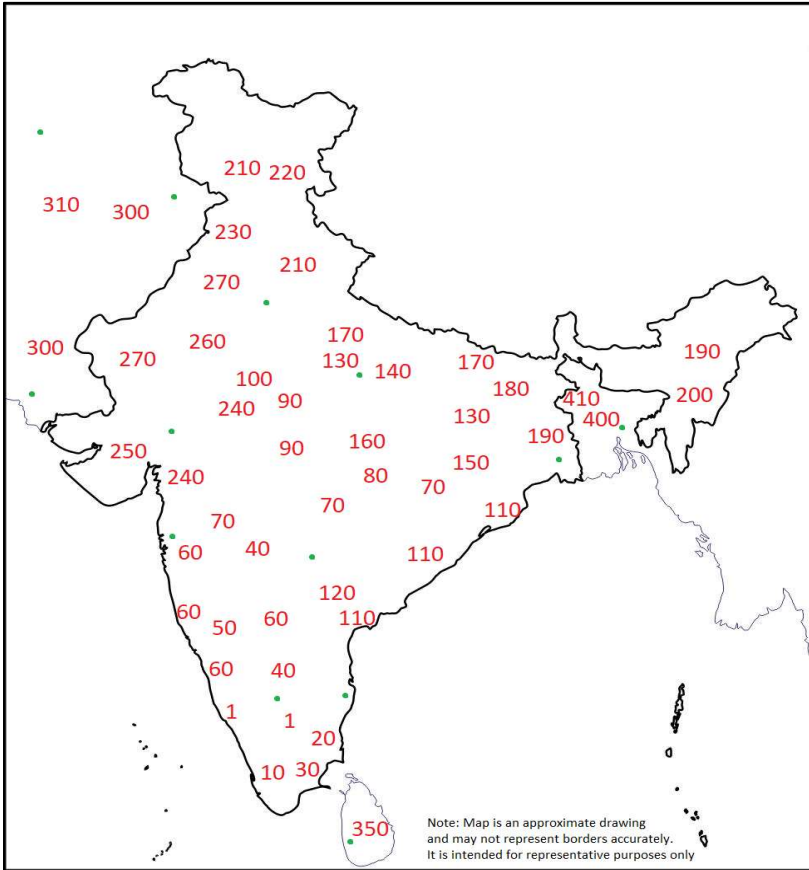 210 220
310 300
230
210
270
170
300 270 260 130 140 170 190
100 180 410 200
240 90 130 400
250 90 160 190
240 80 70 150
70 70 110
60 40 110
120
60 50 60 110
60 40
1 1
20
10 30
350
Note: Map is an approximate drawing
and may not represent borders accurately.
It is intended for representative purposes only